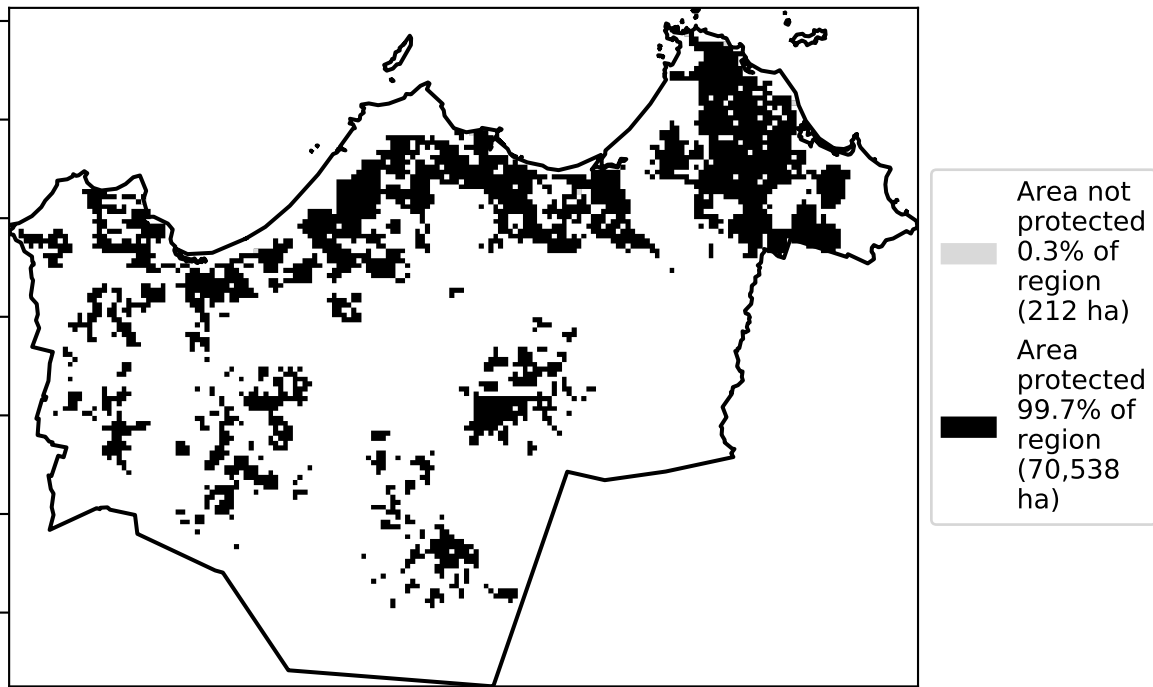 Area not
protected
0.3% of
region
(212 ha)
Area
protected
99.7% of
region
(70,538
ha)